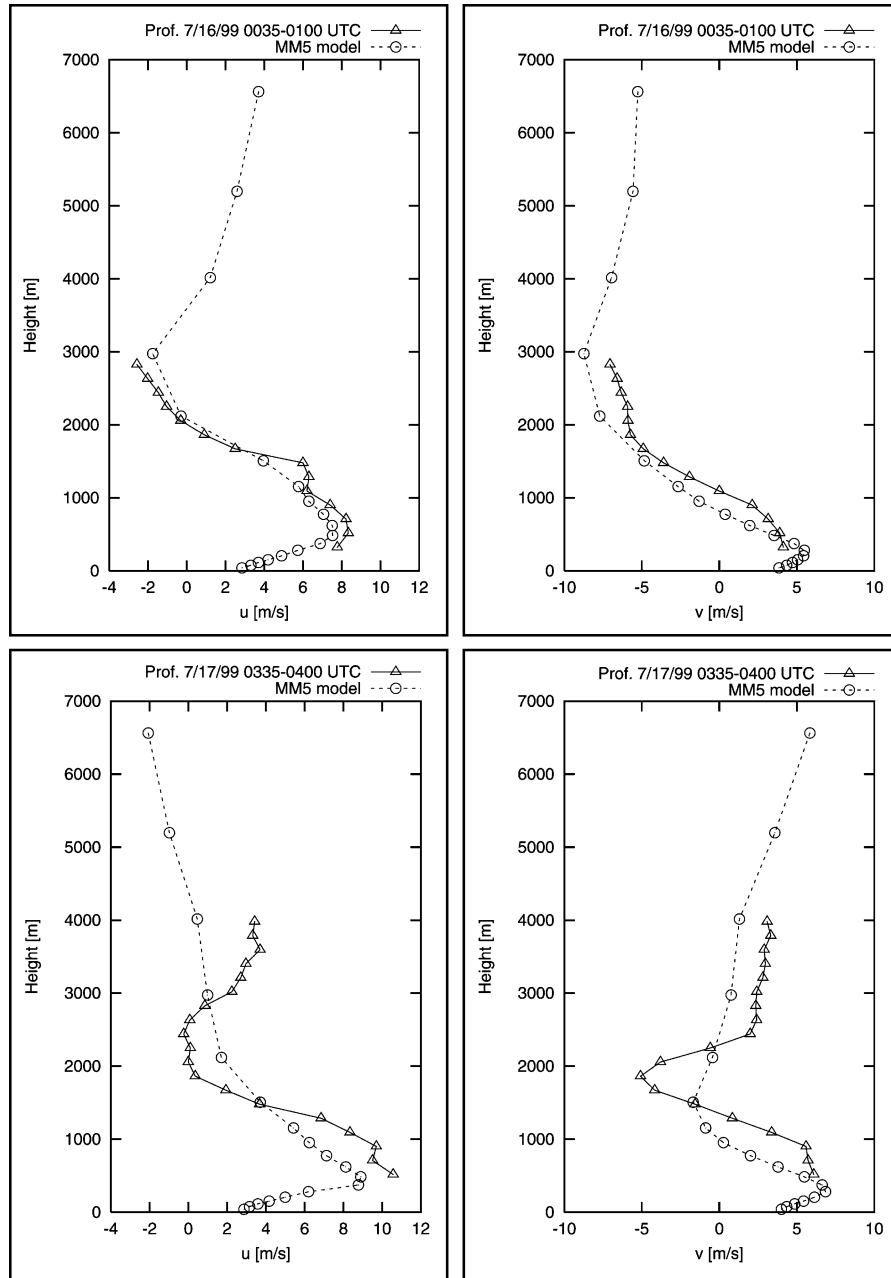 Prof. 7/16/99 0035-0100 UTC
MM5 model
7000
6000
5000
4000
3000
2000
1000
0
Height [m]
-4 -2 0 2 4 6 8 10 12
u [m/s]
Prof. 7/16/99 0035-0100 UTC
MM5 model
7000
6000
5000
4000
3000
2000
1000
0
Height [m]
-10 -5 0 5 10
v [m/s]
Prof. 7/17/99 0335-0400 UTC
MM5 model
7000
6000
5000
4000
3000
2000
1000
0
Height [m]
-4 -2 0 2 4 6 8 10 12
u [m/s]
Prof. 7/17/99 0335-0400 UTC
MM5 model
7000
6000
5000
4000
3000
2000
1000
0
Height [m]
-10 -5 0 5 10
v [m/s]